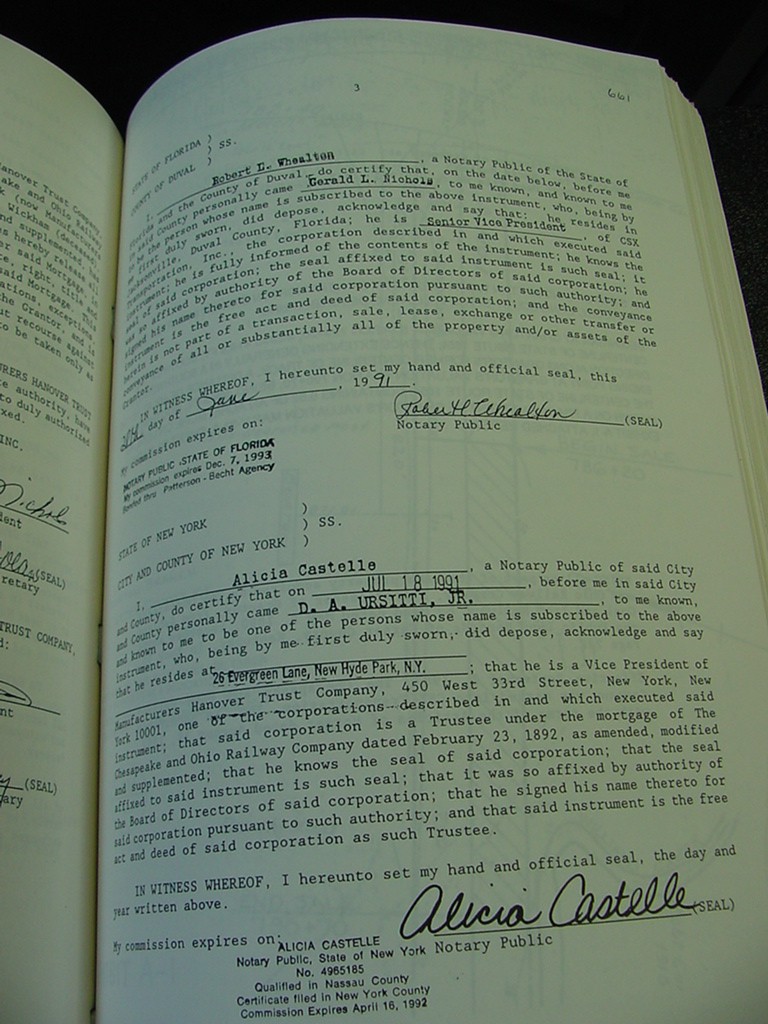 3
661
STATE OF FLORIDA )
) SS.
COUNTY OF DUVAL )
I, Robert L. Whealton, a Notary Public of the State of
Florida and the County of Duval, do certify that, on the date below, before me
in said County personally came Gerald L. Nichols, to me known, and known to me
to be the person whose name is subscribed to the above instrument, who, being by
me first duly sworn, did depose, acknowledge and say that: he resides in
Jacksonville, Duval County, Florida; he is Senior Vice President, of CSX
Transportation, Inc., the corporation described in and which executed said
instrument; he is fully informed of the contents of the instrument; he knows the
seal of said corporation; the seal affixed to said instrument is such seal; it
was so affixed by authority of the Board of Directors of said corporation; he
signed his name thereto for said corporation pursuant to such authority; and
instrument is the free act and deed of said corporation; and the conveyance
herein is not part of a transaction, sale, lease, exchange or other transfer or
conveyance of all or substantially all of the property and/or assets of the
Grantor.
IN WITNESS WHEREOF, I hereunto set my hand and official seal, this
day of June, 1991.
Robert L Whealton (SEAL)
Notary Public
My commission expires on:
NOTARY PUBLIC STATE OF FLORIDA
My commission expires Dec. 7, 1993
Bonded thru Patterson - Becht Agency
STATE OF NEW YORK )
) SS.
CITY AND COUNTY OF NEW YORK )
I, Alicia Castelle, a Notary Public of said City
and County, do certify that on JUL 18 1991, before me in said City
and County personally came D. A. URSITTI, JR., to me known,
and known to me to be one of the persons whose name is subscribed to the above
instrument, who, being by me first duly sworn, did depose, acknowledge and say
that he resides at 26 Evergreen Lane, New Hyde Park, N.Y.; that he is a Vice President of
Manufacturers Hanover Trust Company, 450 West 33rd Street, New York, New
York 10001, one of the corporations described in and which executed said
instrument; that said corporation is a Trustee under the mortgage of The
Chesapeake and Ohio Railway Company dated February 23, 1892, as amended, modified
and supplemented; that he knows the seal of said corporation; that the seal
affixed to said instrument is such seal; that it was so affixed by authority of
the Board of Directors of said corporation; that he signed his name thereto for
said corporation pursuant to such authority; and that said instrument is the free
act and deed of said corporation as such Trustee.
IN WITNESS WHEREOF, I hereunto set my hand and official seal, the day and
year written above.
Alicia Castelle (SEAL)
Notary Public
My commission expires on:
ALICIA CASTELLE
Notary Public, State of New York
No. 4965185
Qualified in Nassau County
Certificate filed in New York County
Commission Expires April 16, 1992